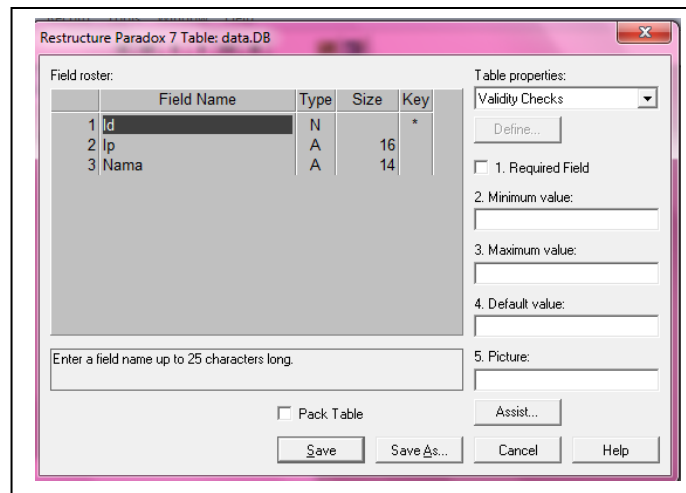 Restructure Paradox 7 Table: data.DB
Field roster:
Field Name Type Size Key
1 Id N *
2 Ip A 16
3 Nama A 14
Enter a field name up to 25 characters long.
Pack Table
Save Save As... Cancel Help
Table properties:
Validity Checks
Define...
1. Required Field
2. Minimum value:
3. Maximum value:
4. Default value:
5. Picture:
Assist...